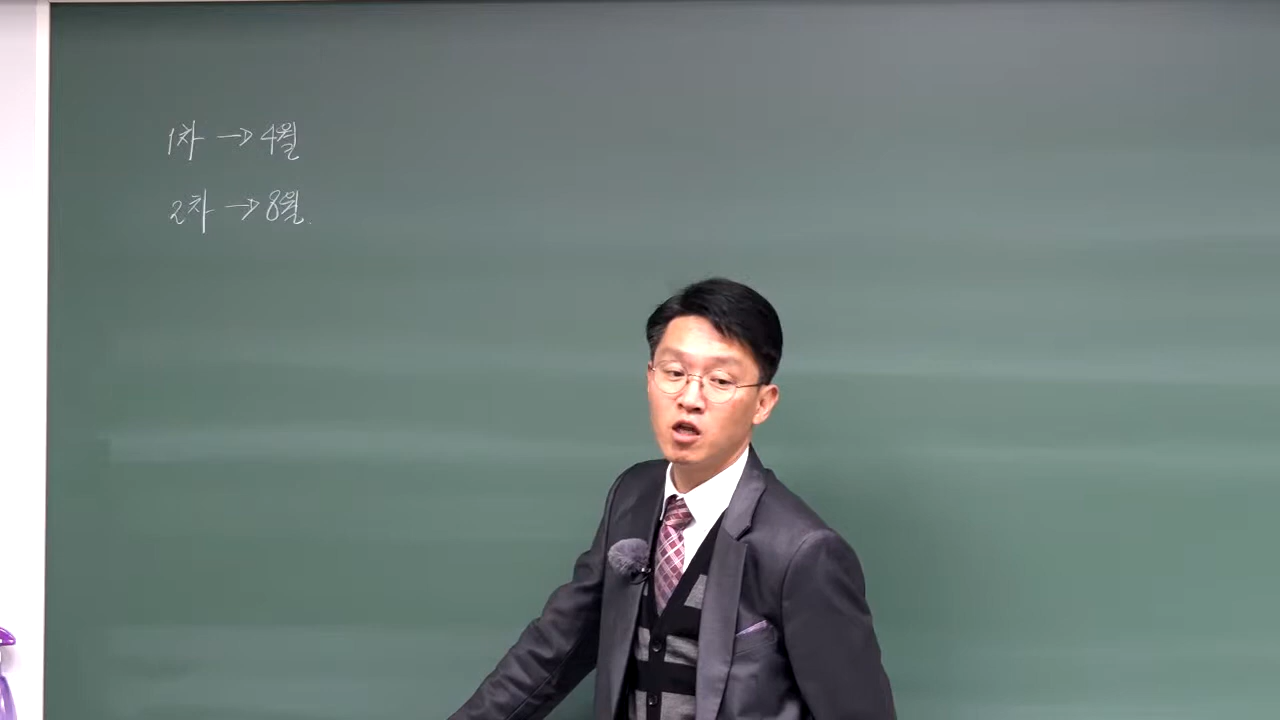 1차 → 4월
2차 → 8월.